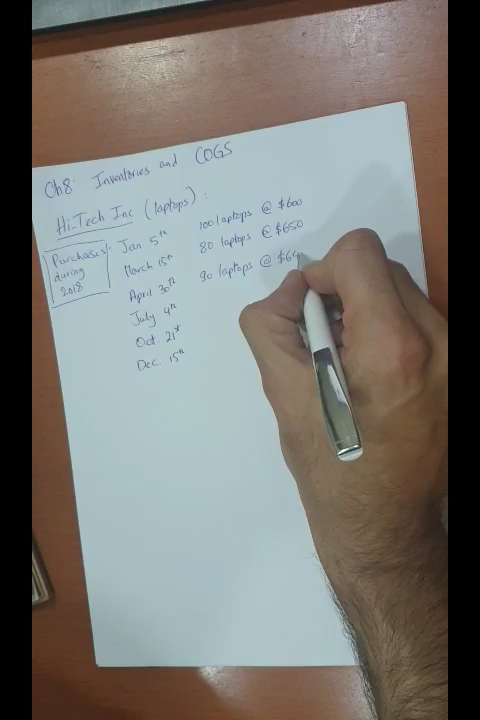 Ch8: Inventories and COGS
Hi-Tech Inc (laptops):
Purchases during 2018:
Jan 5th 100 laptops @ $600
March 15th 80 laptops @ $650
April 30th 90 laptops @ $64
July 4th
Oct. 21st
Dec. 15th